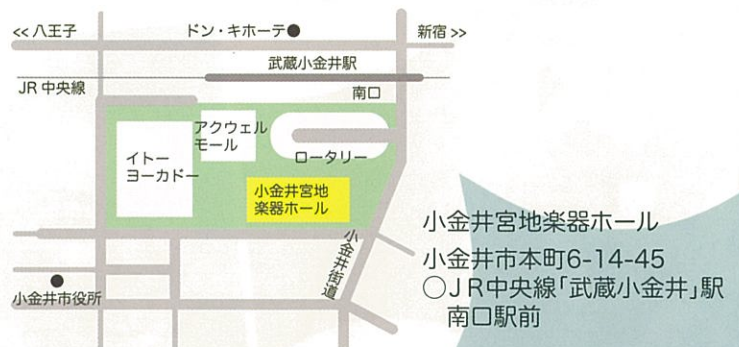 << 八王子
ドン・キホーテ●
新宿 >>
武蔵小金井駅
JR 中央線
南口
アクウェル
モール
イトー
ヨーカドー
ロータリー
小金井宮地
楽器ホール
小金井街道
小金井市役所
小金井宮地楽器ホール
小金井市本町6-14-45
○JR中央線「武蔵小金井」駅
南口駅前